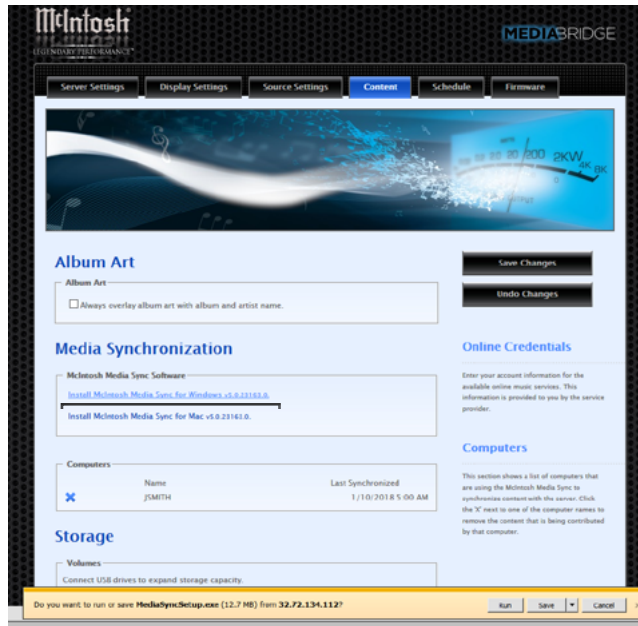 McIntosh
LEGENDARY PERFORMANCE™
MEDIABRIDGE
Server Settings
Display Settings
Source Settings
Content
Schedule
Firmware
200 2KW
4K 8K
Album Art
Album Art
Always overlay album art with album and artist name.
Save Changes
Undo Changes
Media Synchronization
McIntosh Media Sync Software
Install McIntosh Media Sync for Windows v5.0.23163.0.
Install McIntosh Media Sync for Mac v5.0.23163.0.
Online Credentials
Enter your account information for the
available online music services. This
information is provided to you by the service
provider.
Computers
Name
Last Synchronized
JSMITH
1/10/2018 5:00 AM
Computers
This section shows a list of computers that
are using the McIntosh Media Sync to
synchronize content with the server. Click
the 'X' next to one of the computer names to
remove the content that is being contributed
by that computer.
Storage
Volumes
Connect USB drives to expand storage capacity.
Do you want to run or save MediaSyncSetup.exe (12.7 MB) from 32.72.134.112?
Run
Save
Cancel